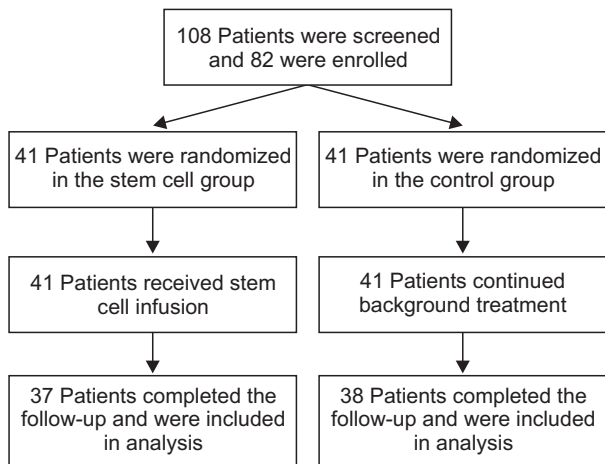 108 Patients were screened
and 82 were enrolled
41 Patients were randomized
in the stem cell group
41 Patients were randomized
in the control group
41 Patients received stem
cell infusion
41 Patients continued
background treatment
37 Patients completed the
follow-up and were included
in analysis
38 Patients completed the
follow-up and were included
in analysis